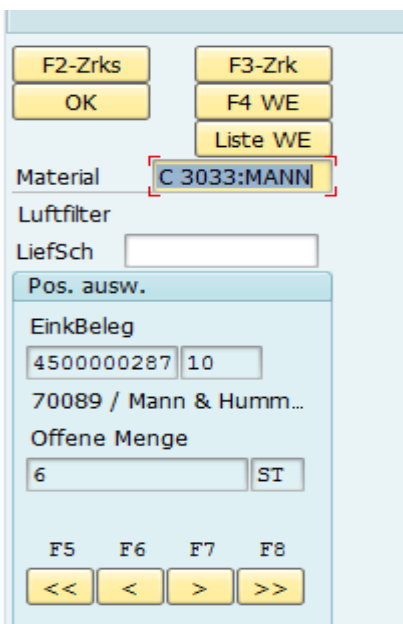 F2-Zrks F3-Zrk
OK F4 WE
Liste WE
Material C 3033:MANN
Luftfilter
LiefSch
Pos. ausw.
EinkBeleg
4500000287 10
70089 / Mann & Humm...
Offene Menge
6 ST
F5 F6 F7 F8
<< < > >>